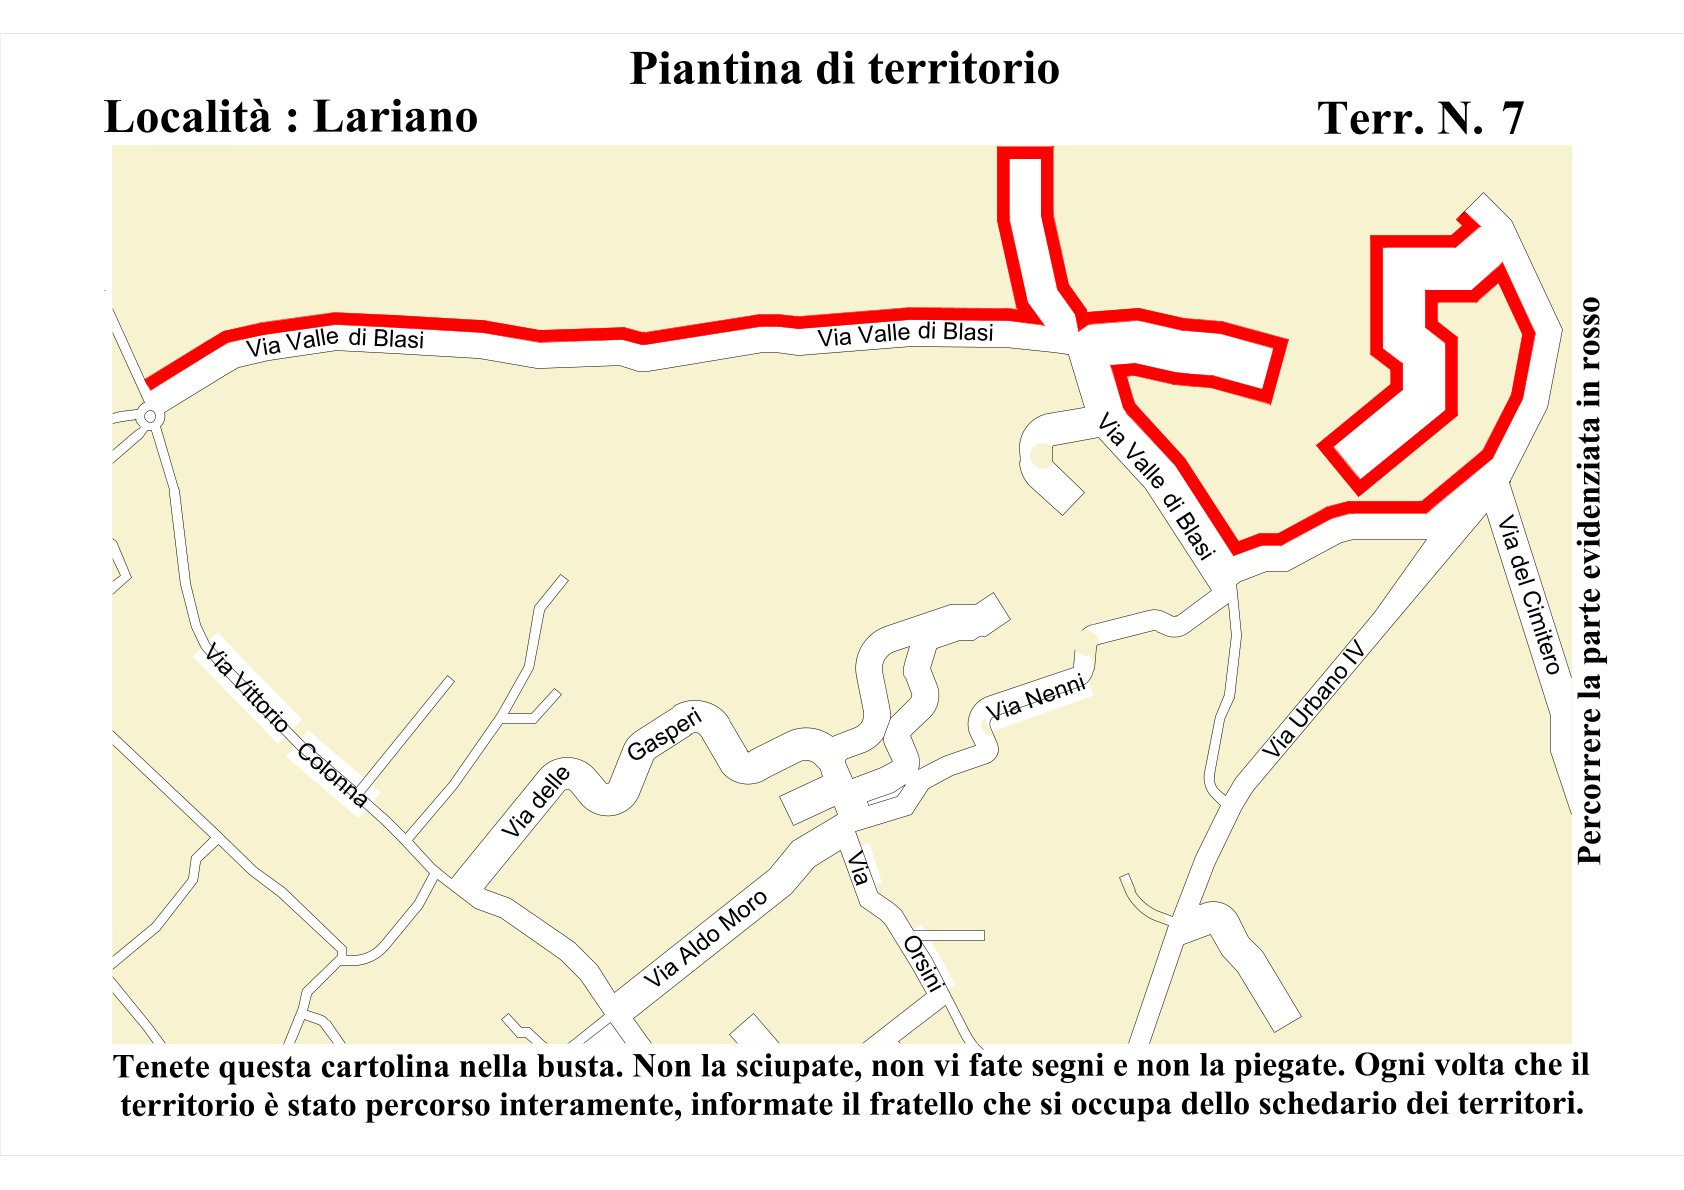 Piantina di territorio
Località : Lariano
Terr. N. 7
Via Valle di Blasi
Via Valle di Blasi
Via Valle di Blasi
Via del Cimitero
Via Urbano IV
Via Nenni
Via Vittorio Colonna
Via delle Gasperi
Via Aldo Moro
Via Orsini
Percorrere la parte evidenziata in rosso
Tenete questa cartolina nella busta. Non la sciupate, non vi fate segni e non la piegate. Ogni volta che il
territorio è stato percorso interamente, informate il fratello che si occupa dello schedario dei territori.